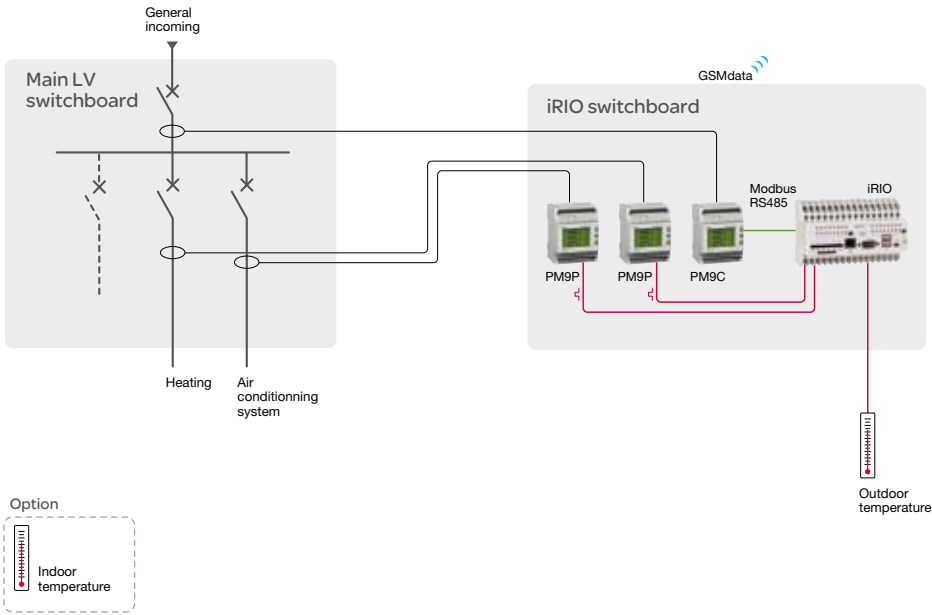 General
incoming
Main LV
switchboard
GSMdata
iRIO switchboard
Modbus
RS485
iRIO
PM9P
PM9P
PM9C
Heating
Air
conditionning
system
Outdoor
temperature
Option
Indoor
temperature